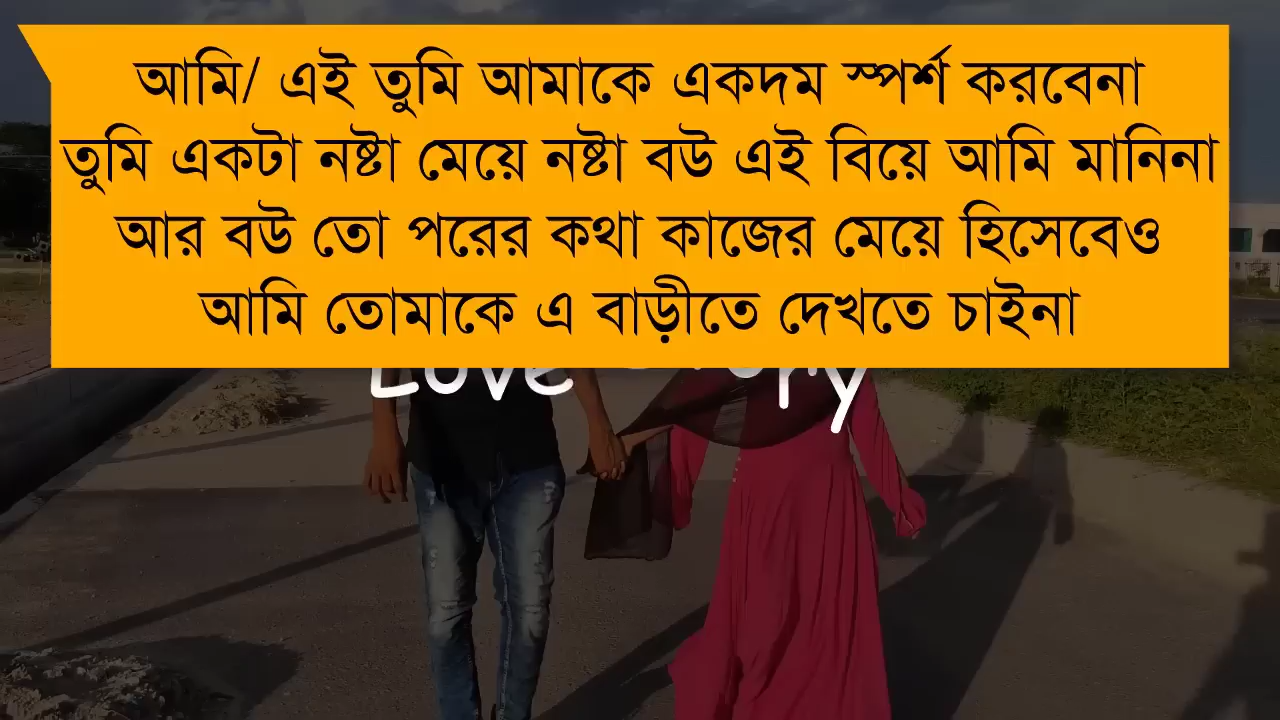 আমি/ এই তুমি আমাকে একদম স্পর্শ করবেনা
তুমি একটা নষ্টা মেয়ে নষ্টা বউ এই বিয়ে আমি মানিনা
আর বউ তো পরের কথা কাজের মেয়ে হিসেবেও
আমি তোমাকে এ বাড়ীতে দেখতে চাইনা
Love